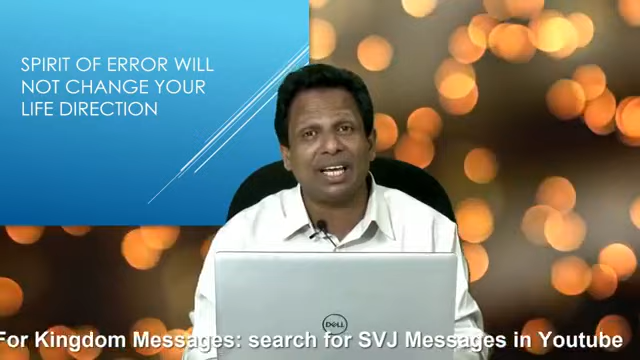 SPIRIT OF ERROR WILL
NOT CHANGE YOUR
LIFE DIRECTION
DELL
For Kingdom Messages: search for SVJ Messages in Youtube